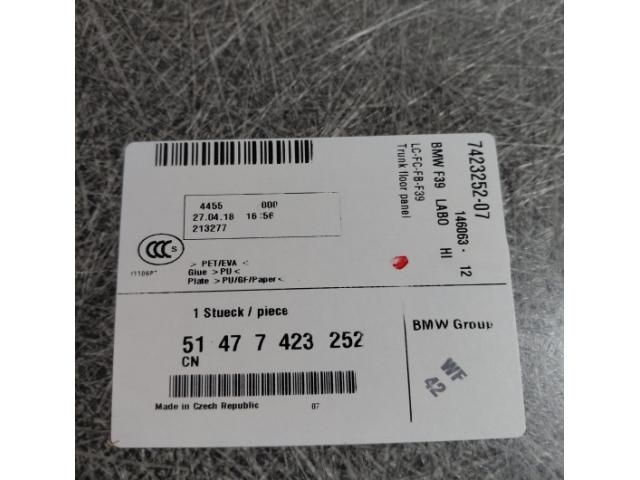 4455 000
27.04.18 16:56
213277
CCC S
> PET/EVA <
Glue >PU<
Plate >PU/GF/Paper<
7423252-07
146063 - 12
BMW F39 LABO HI
LC-FC-FB-F39
Trunk floor panel
1 Stueck / piece
51 47 7 423 252
CN
Made in Czech Republic 07
BMW Group
WF
42